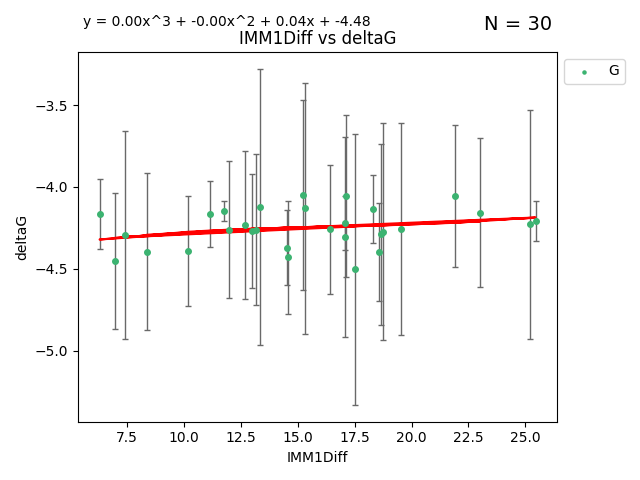 y = 0.00x^3 + -0.00x^2 + 0.04x + -4.48
N = 30
IMM1Diff vs deltaG
G
−3.5
−4.0
−4.5
−5.0
deltaG
7.5 10.0 12.5 15.0 17.5 20.0 22.5 25.0
IMM1Diff